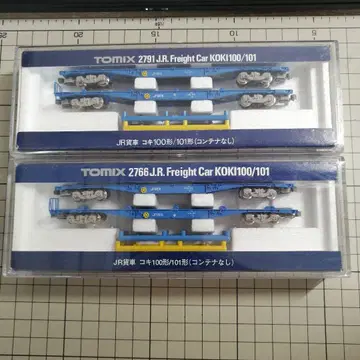 TOMIX 2791 J.R. Freight Car KOKI100/101
JR貨車 コキ100形/101形(コンテナなし)
TOMIX 2766 J.R. Freight Car KOKI100/101
JR貨車 コキ100形/101形(コンテナなし)